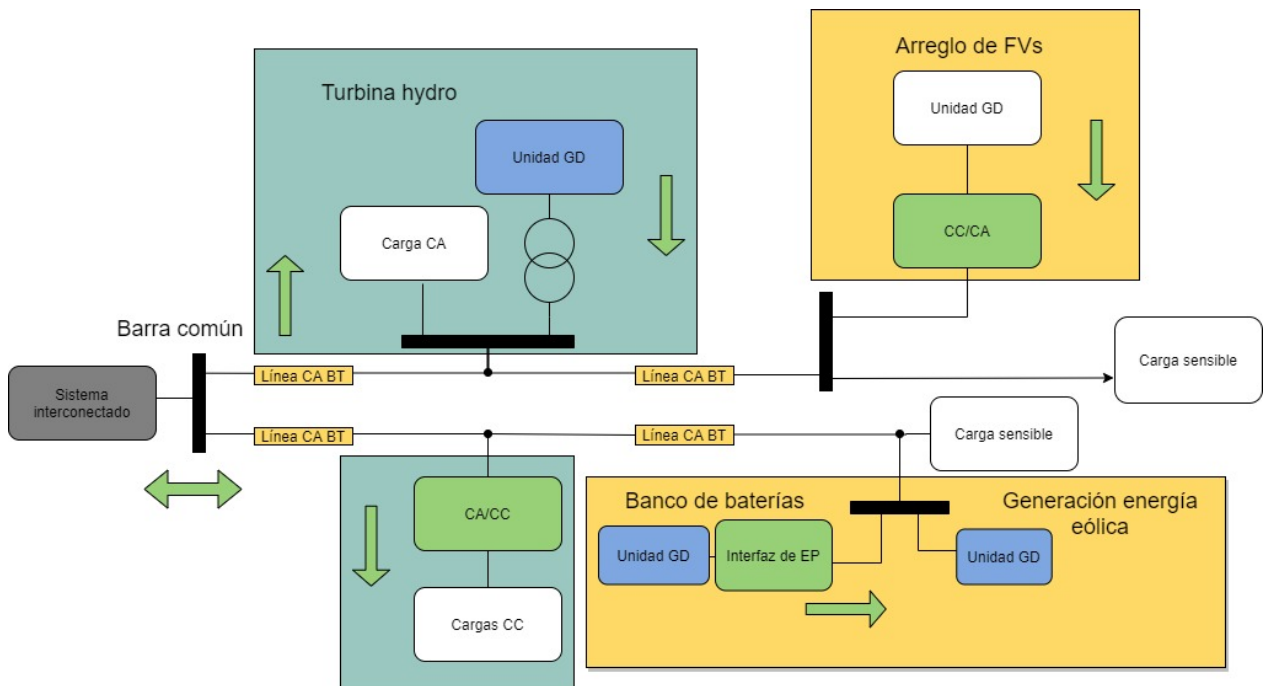 Arreglo de FVs
Turbina hydro
Unidad GD
Unidad GD
Carga CA
CC/CA
Barra común
Carga sensible
Línea CA BT
Línea CA BT
Sistema
interconectado
Línea CA BT
Línea CA BT
Carga sensible
CA/CC
Banco de baterías
Generación energía
eólica
Unidad GD
Interfaz de EP
Unidad GD
Cargas CC